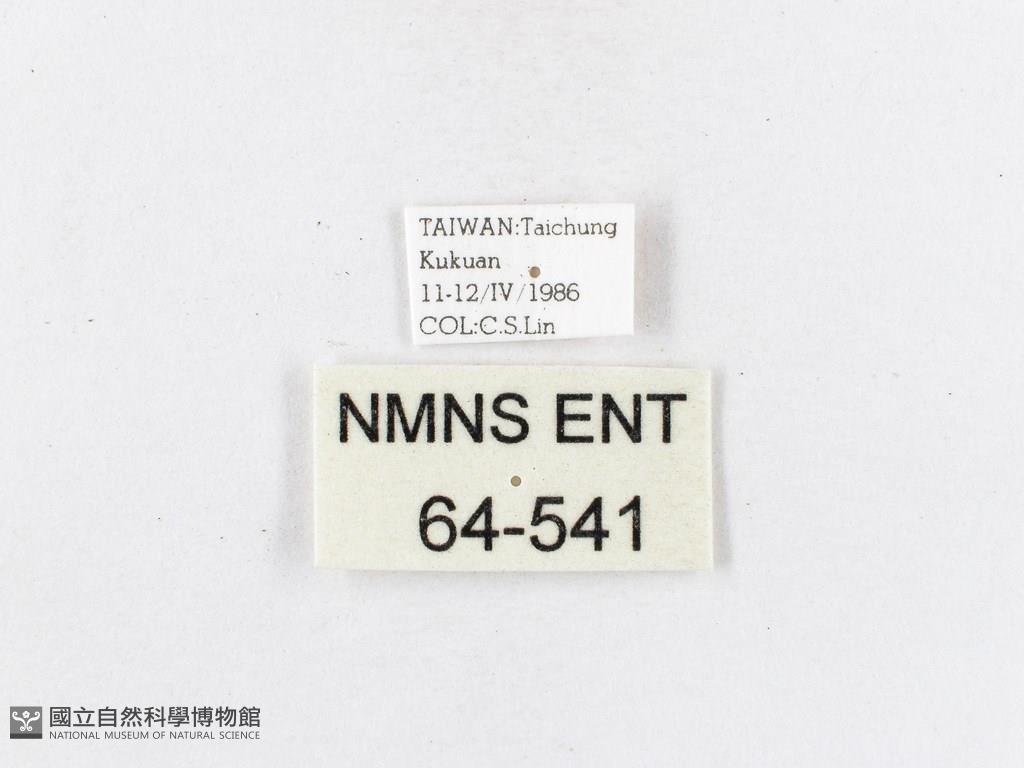 TAIWAN:Taichung
Kukuan
11-12/IV/1986
COL:C.S.Lin
NMNS ENT
64-541
國立自然科學博物館
NATIONAL MUSEUM OF NATURAL SCIENCE